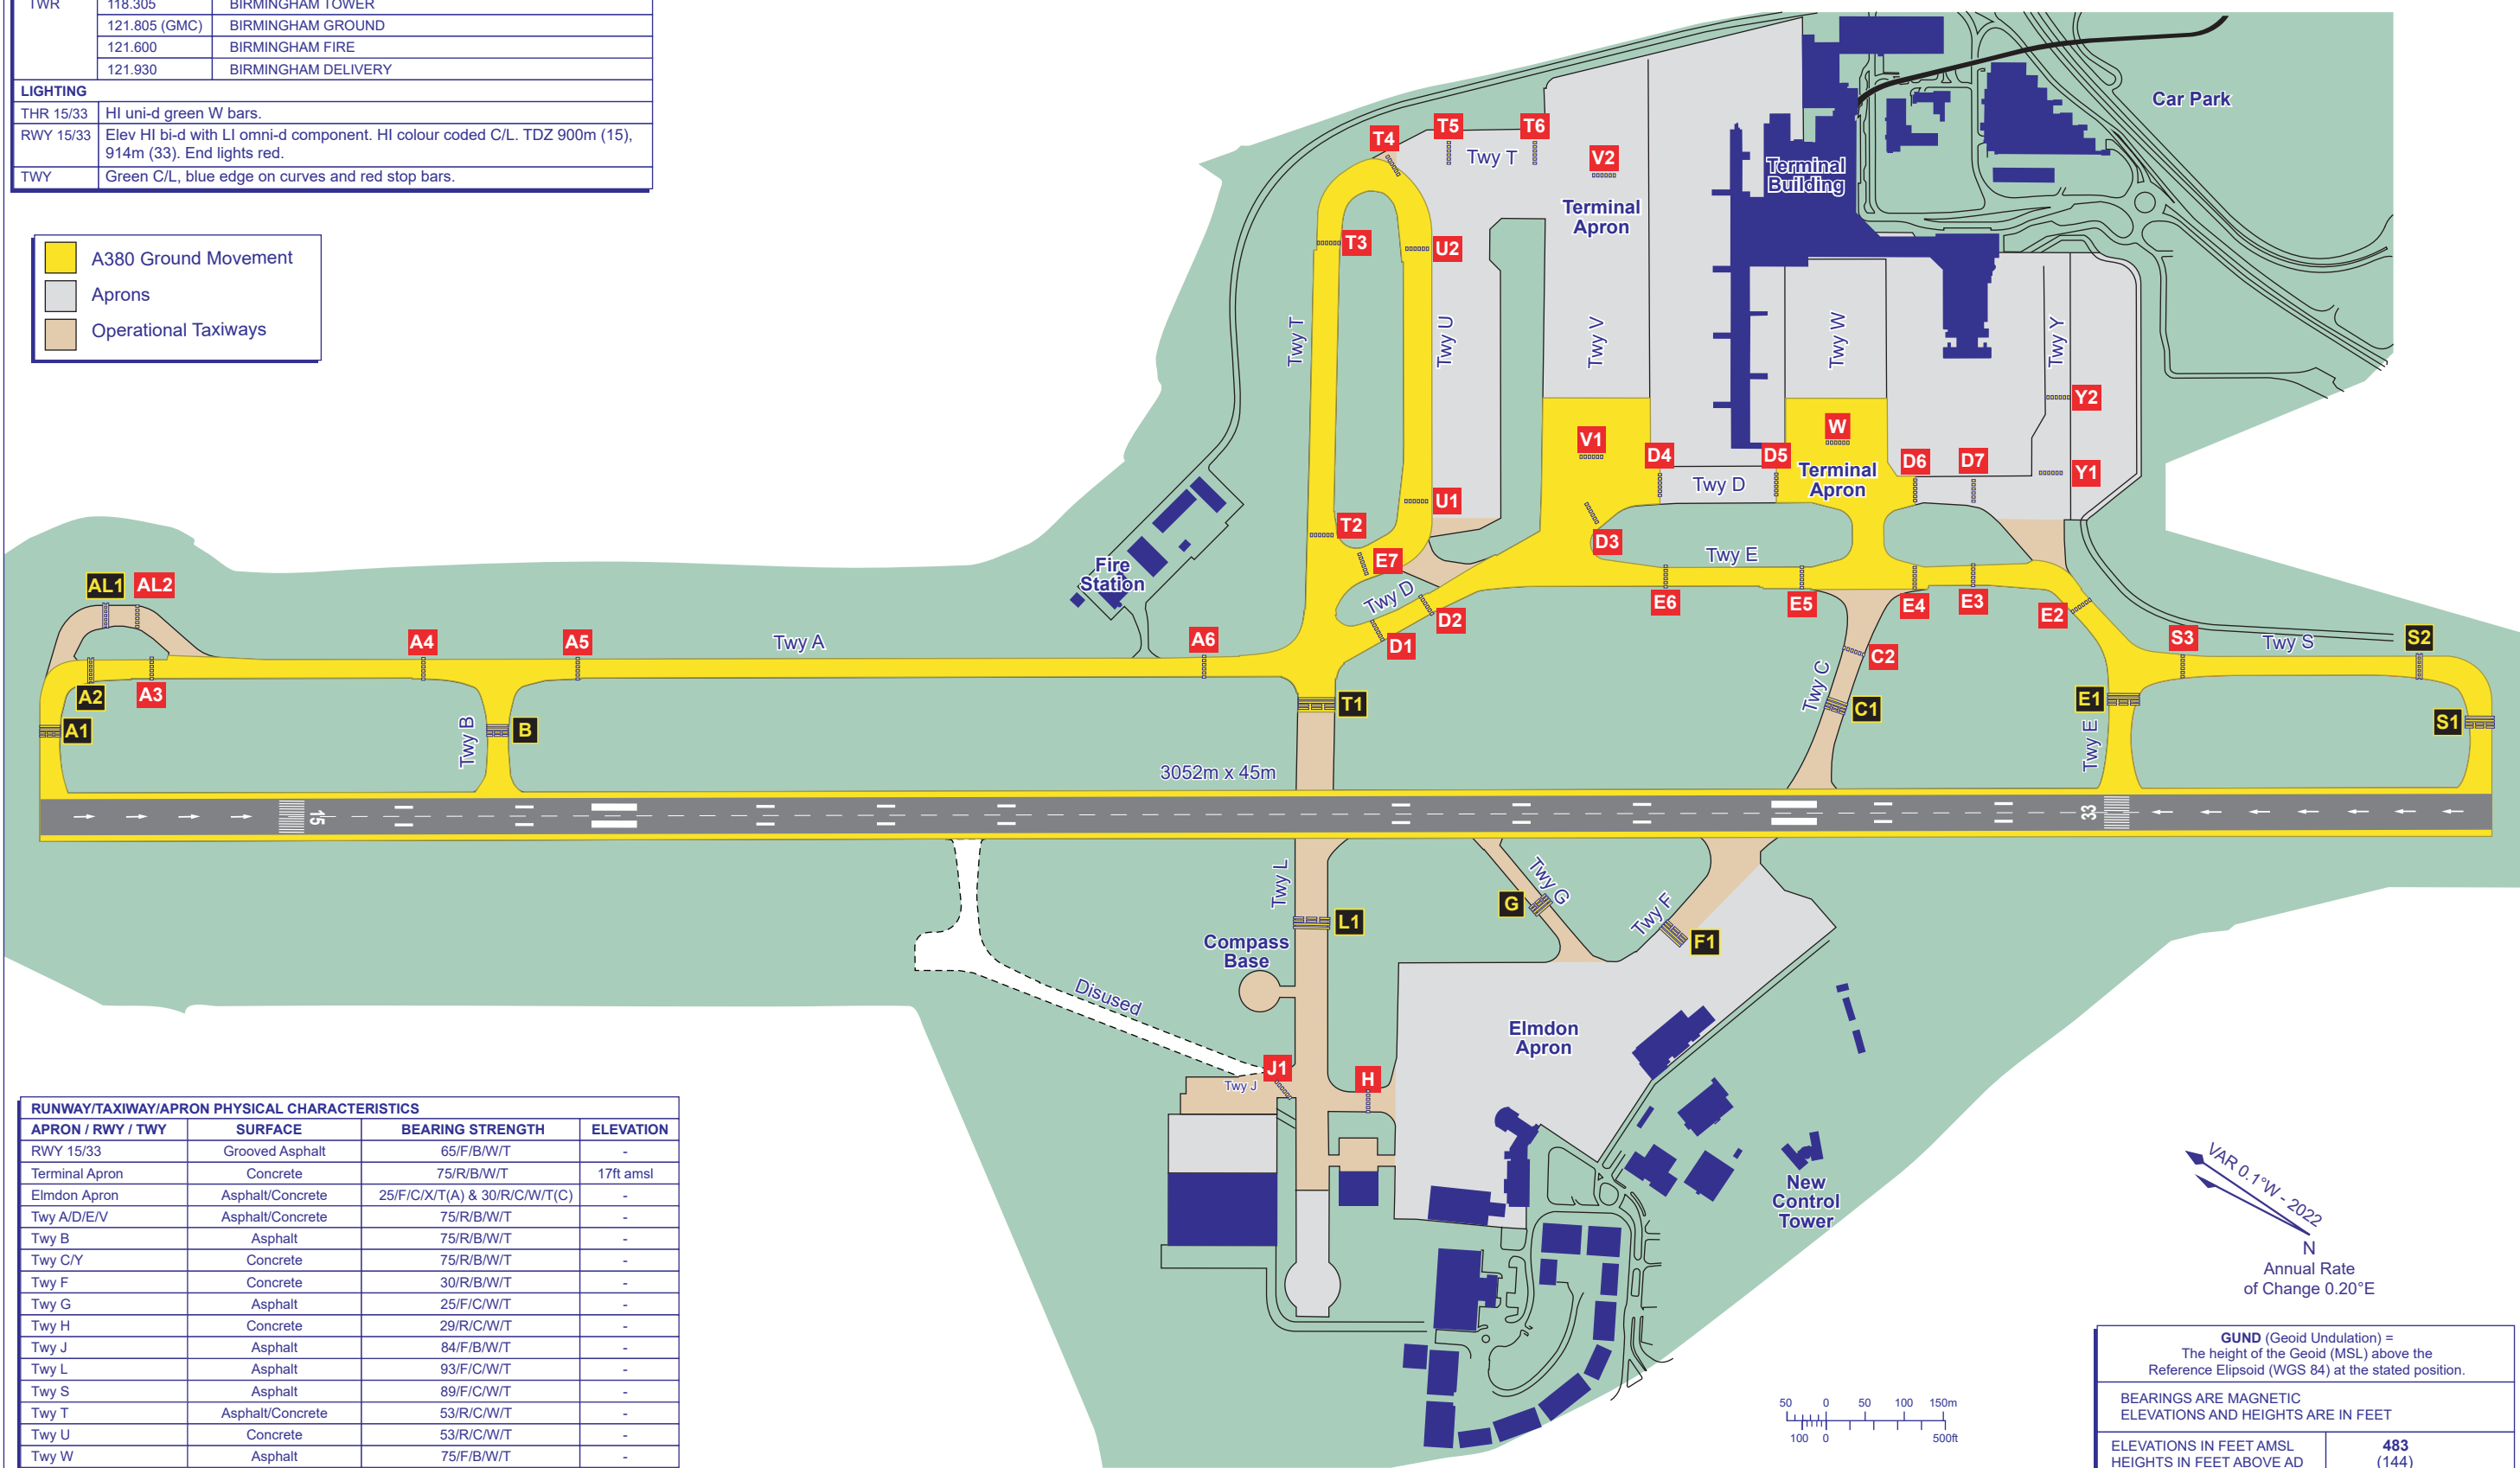 TWR 118.305 BIRMINGHAM TOWER
121.805 (GMC) BIRMINGHAM GROUND
121.600 BIRMINGHAM FIRE
121.930 BIRMINGHAM DELIVERY
LIGHTING
THR 15/33 HI uni-d green W bars.
RWY 15/33 Elev HI bi-d with LI omni-d component. HI colour coded C/L. TDZ 900m (15),
914m (33). End lights red.
TWY Green C/L, blue edge on curves and red stop bars.
A380 Ground Movement
Aprons
Operational Taxiways
Car Park
Terminal
Building
T4
T5
T6
Twy T
V2
Terminal
Apron
T3
U2
Twy T
Twy U
Twy V
Twy W
Twy Y
Y2
V1
W
D4
D5
D6
D7
Y1
Twy D
Terminal
Apron
U1
T2
D3
E7
Twy E
Fire
Station
Twy D
AL1
AL2
D2
E6
E5
E4
E3
E2
A4
A5
Twy A
A6
D1
C2
S3
Twy S
S2
A2
A3
Twy C
T1
C1
E1
S1
A1
Twy B
B
Twy E
3052m x 45m
15
33
Twy L
Twy G
G
Twy F
F1
L1
Compass
Base
Disused
Elmdon
Apron
J1
Twy J
H
New
Control
Tower
RUNWAY/TAXIWAY/APRON PHYSICAL CHARACTERISTICS
APRON / RWY / TWY SURFACE BEARING STRENGTH ELEVATION
RWY 15/33 Grooved Asphalt 65/F/B/W/T -
Terminal Apron Concrete 75/R/B/W/T 17ft amsl
Elmdon Apron Asphalt/Concrete 25/F/C/X/T(A) & 30/R/C/W/T(C) -
Twy A/D/E/V Asphalt/Concrete 75/R/B/W/T -
Twy B Asphalt 75/R/B/W/T -
Twy C/Y Concrete 75/R/B/W/T -
Twy F Concrete 30/R/B/W/T -
Twy G Asphalt 25/F/C/W/T -
Twy H Concrete 29/R/C/W/T -
Twy J Asphalt 84/F/B/W/T -
Twy L Asphalt 93/F/C/W/T -
Twy S Asphalt 89/F/C/W/T -
Twy T Asphalt/Concrete 53/R/C/W/T -
Twy U Concrete 53/R/C/W/T -
Twy W Asphalt 75/F/B/W/T -
VAR 0.1°W - 2022
N
Annual Rate
of Change 0.20°E
50 0 50 100 150m
100 0 500ft
GUND (Geoid Undulation) =
The height of the Geoid (MSL) above the
Reference Elipsoid (WGS 84) at the stated position.
BEARINGS ARE MAGNETIC
ELEVATIONS AND HEIGHTS ARE IN FEET
ELEVATIONS IN FEET AMSL 483
HEIGHTS IN FEET ABOVE AD (144)